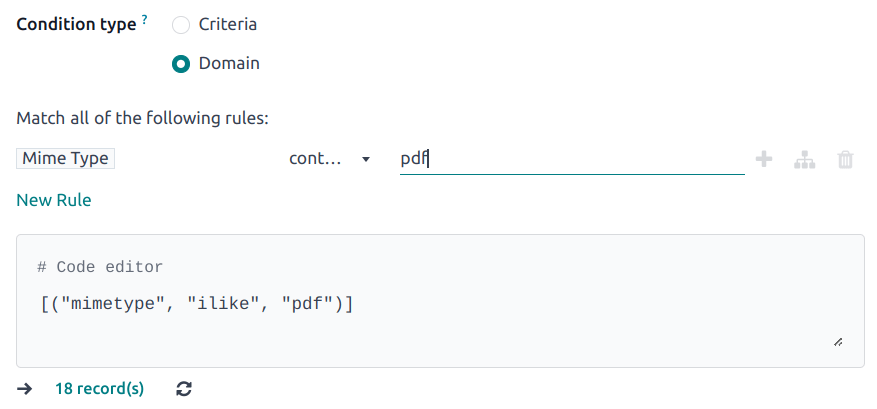 Condition type ? Criteria
Domain
Match all of the following rules:
Mime Type cont... pdf
New Rule
# Code editor
[("mimetype", "ilike", "pdf")]
18 record(s)